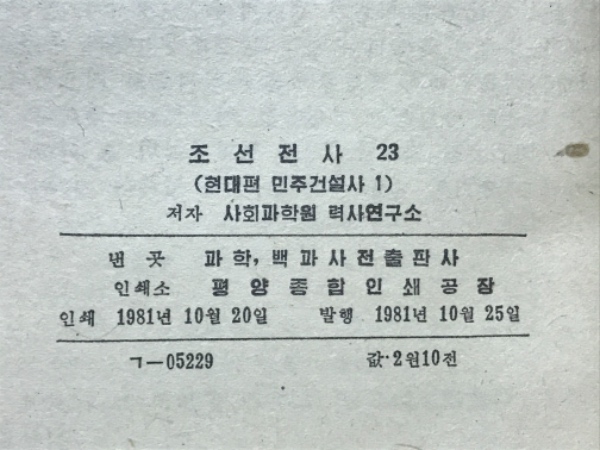 조선전사 23
(현대편 민주건설사 1)
저자 사회과학원 력사연구소
낸 곳 과학, 백과사전출판사
인쇄소 평양종합인쇄공장
인쇄 1981년 10월 20일 발행 1981년 10월 25일
ㄱ—05229 값·2원10전